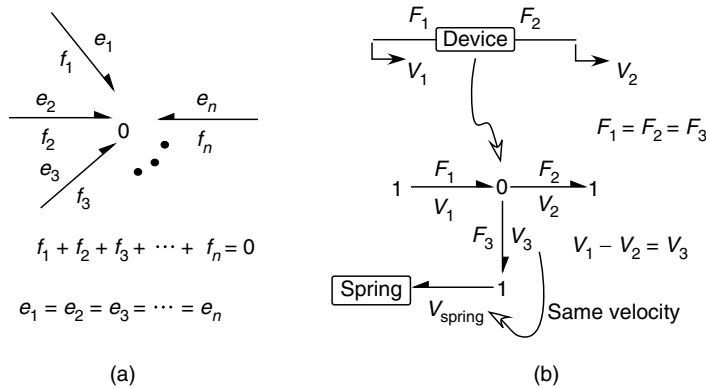 e₁
f₁
e₂
f₂
e₃
f₃
0
eₙ
fₙ
f₁ + f₂ + f₃ + ⋯ + fₙ = 0
e₁ = e₂ = e₃ = ⋯ = eₙ
(a)
F₁ Device F₂
V₁ V₂
F₁ = F₂ = F₃
1 F₁ 0 F₂ 1
V₁ V₂
F₃ V₃
V₁ − V₂ = V₃
Spring 1
V_spring
Same velocity
(b)